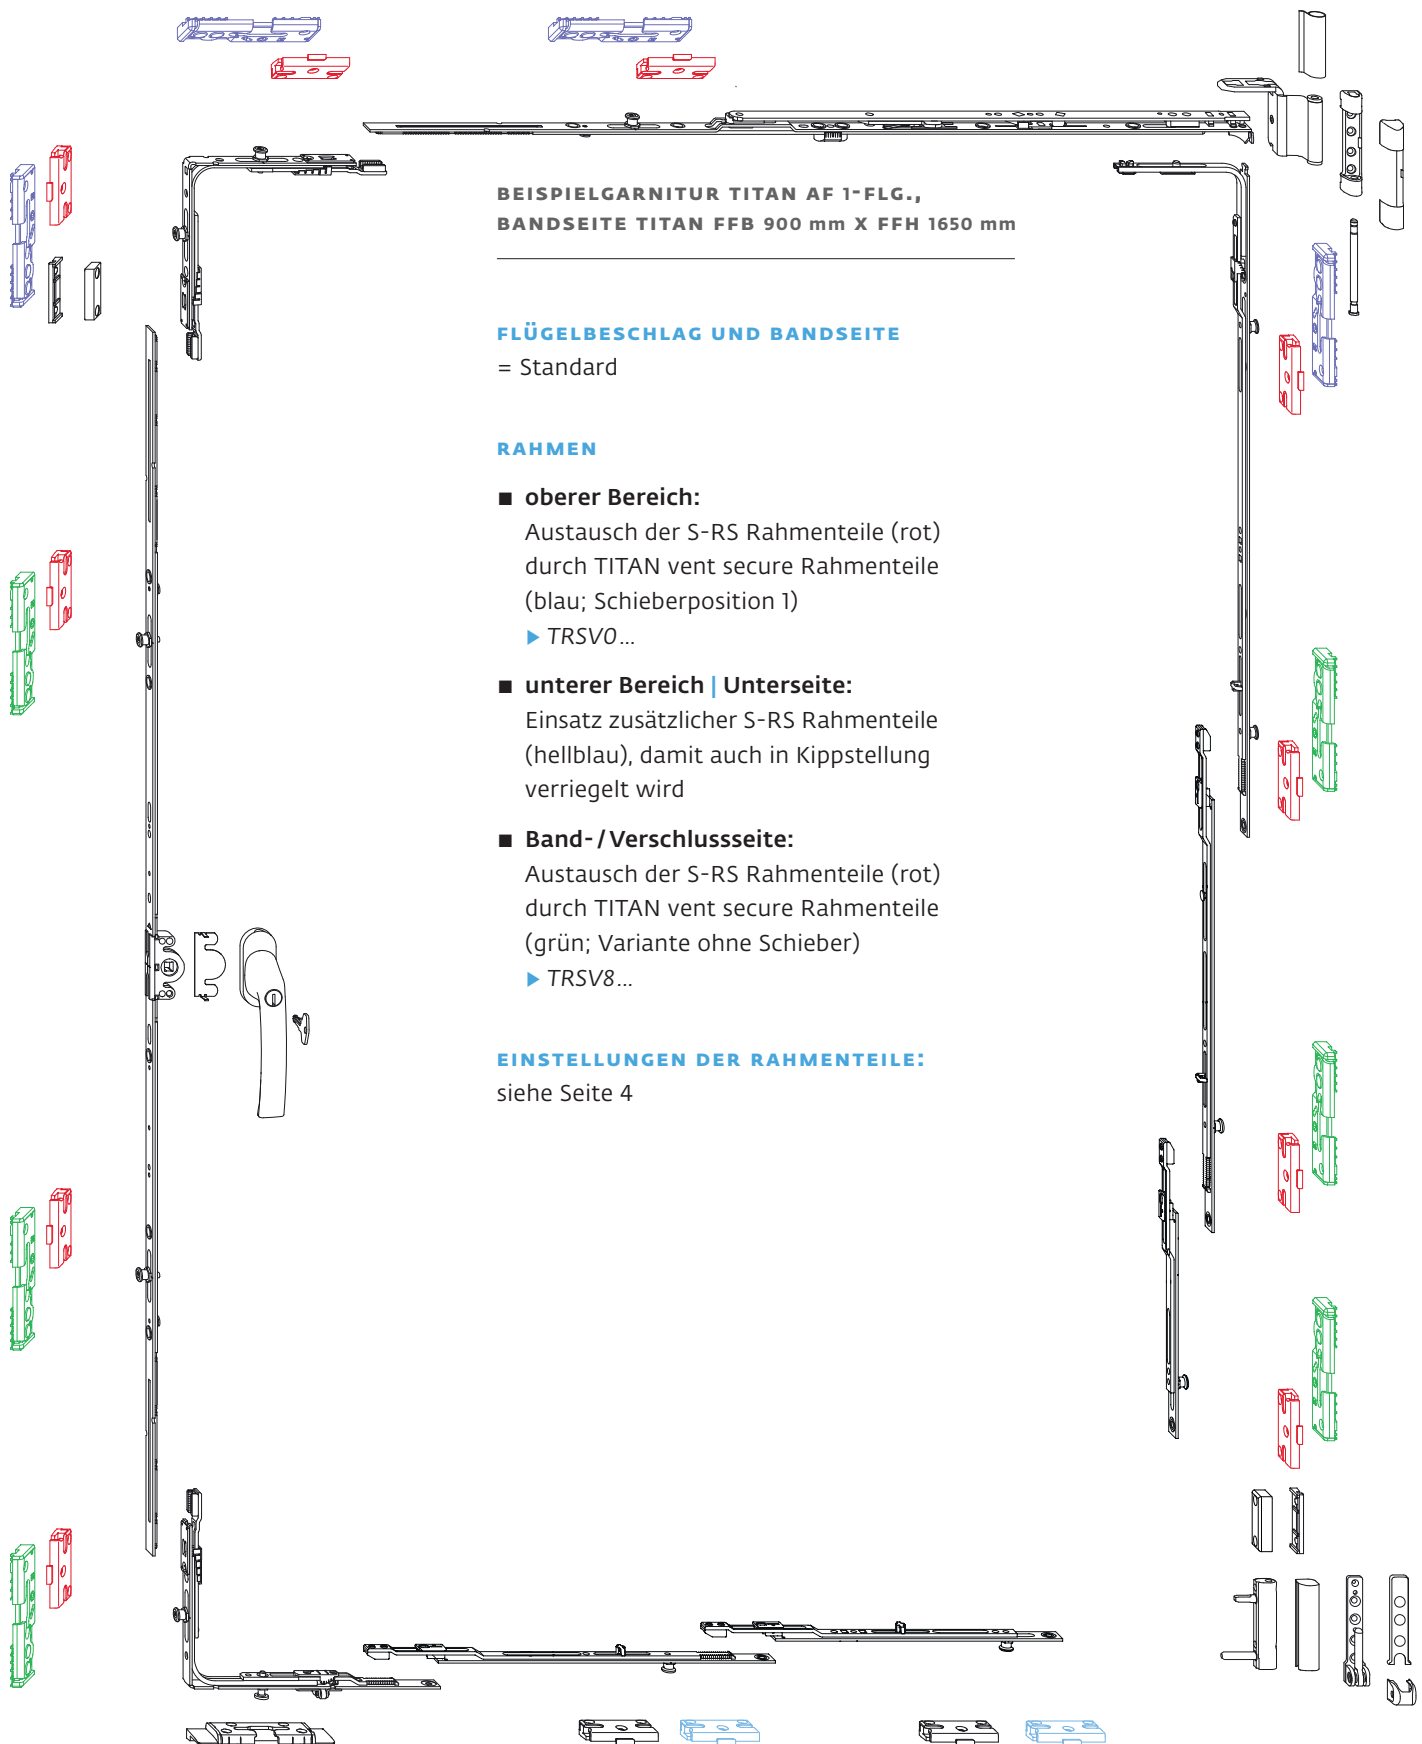 BEISPIELGARNITUR TITAN AF 1-FLG.,
BANDSEITE TITAN FFB 900 mm X FFH 1650 mm
FLÜGELBESCHLAG UND BANDSEITE
= Standard
RAHMEN
■ oberer Bereich:
Austausch der S-RS Rahmenteile (rot)
durch TITAN vent secure Rahmenteile
(blau; Schieberposition 1)
▶ TRSV0...
■ unterer Bereich | Unterseite:
Einsatz zusätzlicher S-RS Rahmenteile
(hellblau), damit auch in Kippstellung
verriegelt wird
■ Band- / Verschlussseite:
Austausch der S-RS Rahmenteile (rot)
durch TITAN vent secure Rahmenteile
(grün; Variante ohne Schieber)
▶ TRSV8...
EINSTELLUNGEN DER RAHMENTEILE:
siehe Seite 4